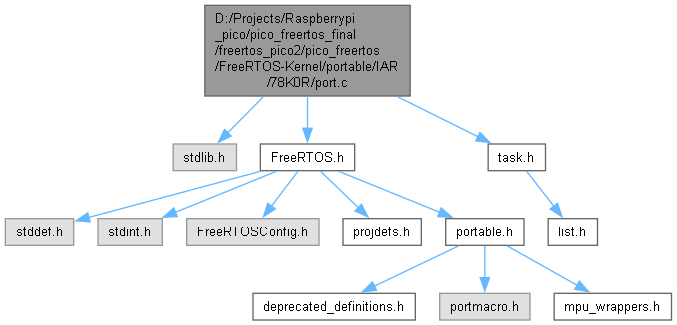 D:/Projects/Raspberrypi
_pico/pico_freertos_final
/freertos_pico2/pico_freertos
/FreeRTOS-Kernel/portable/IAR
/78K0R/port.c
stdlib.h
FreeRTOS.h
task.h
stddef.h
stdint.h
FreeRTOSConfig.h
projdefs.h
portable.h
list.h
deprecated_definitions.h
portmacro.h
mpu_wrappers.h